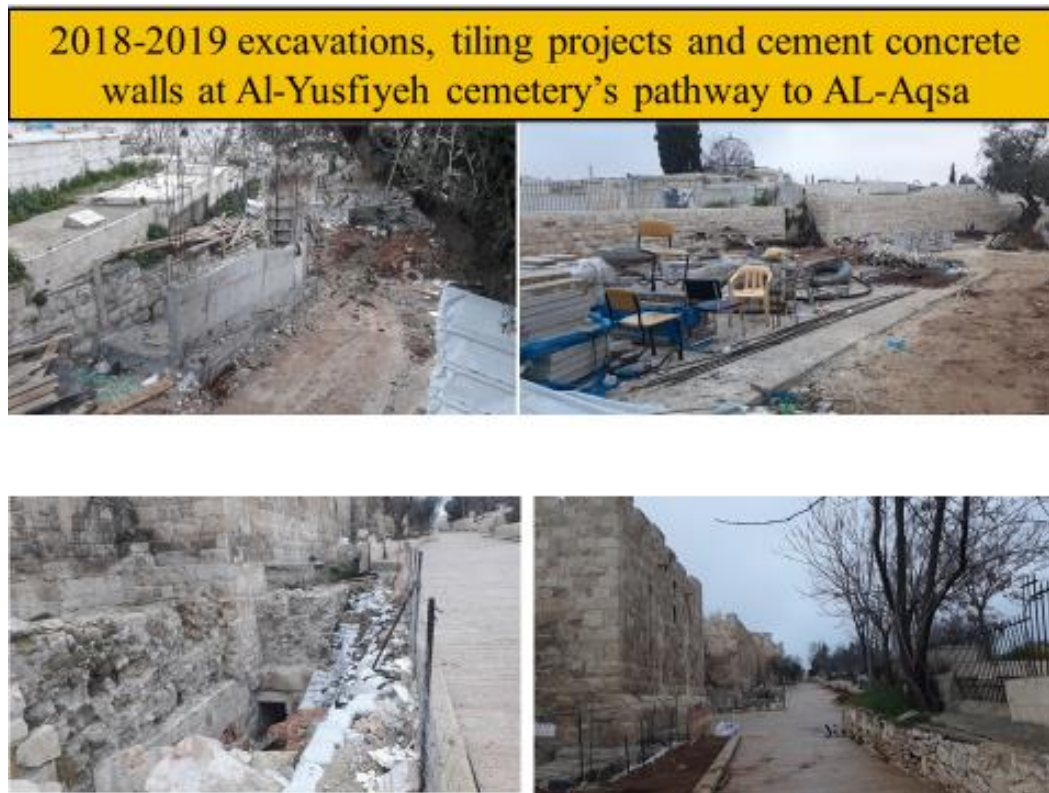 2018-2019 excavations, tiling projects and cement concrete
walls at Al-Yusfiyeh cemetery's pathway to AL-Aqsa